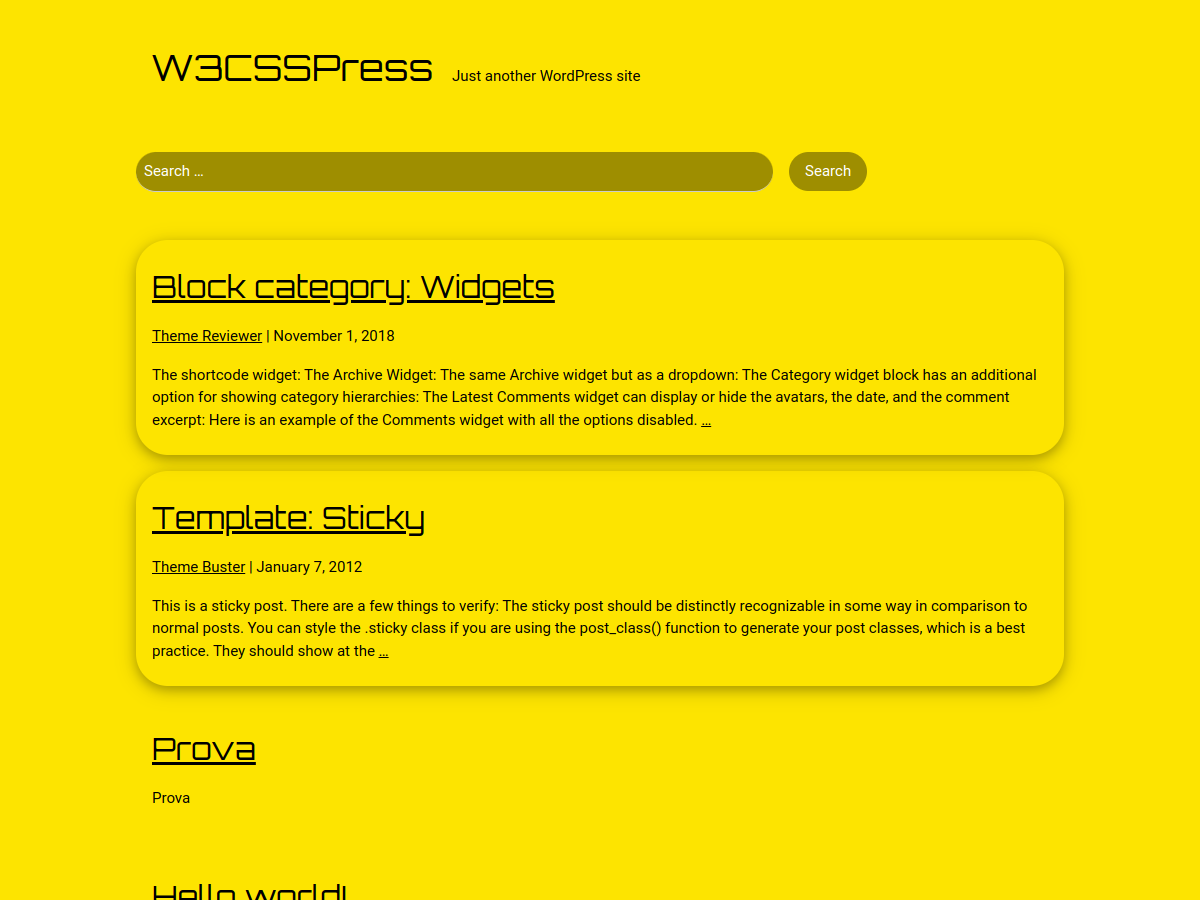 W3CSSPress
Just another WordPress site
Search …
Search
Block category: Widgets
Theme Reviewer | November 1, 2018
The shortcode widget: The Archive Widget: The same Archive widget but as a dropdown: The Category widget block has an additional
option for showing category hierarchies: The Latest Comments widget can display or hide the avatars, the date, and the comment
excerpt: Here is an example of the Comments widget with all the options disabled. …
Template: Sticky
Theme Buster | January 7, 2012
This is a sticky post. There are a few things to verify: The sticky post should be distinctly recognizable in some way in comparison to
normal posts. You can style the .sticky class if you are using the post_class() function to generate your post classes, which is a best
practice. They should show at the …
Prova
Prova
Hello world!